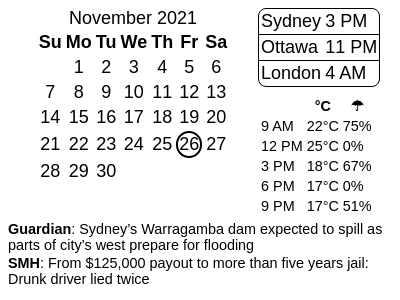 November 2021
Su Mo Tu We Th Fr Sa
1 2 3 4 5 6
7 8 9 10 11 12 13
14 15 16 17 18 19 20
21 22 23 24 25 26 27
28 29 30
Sydney 3 PM
Ottawa 11 PM
London 4 AM
°C ☂
9 AM 22°C 75%
12 PM 25°C 0%
3 PM 18°C 67%
6 PM 17°C 0%
9 PM 17°C 51%
Guardian: Sydney’s Warragamba dam expected to spill as
parts of city’s west prepare for flooding
SMH: From $125,000 payout to more than five years jail:
Drunk driver lied twice